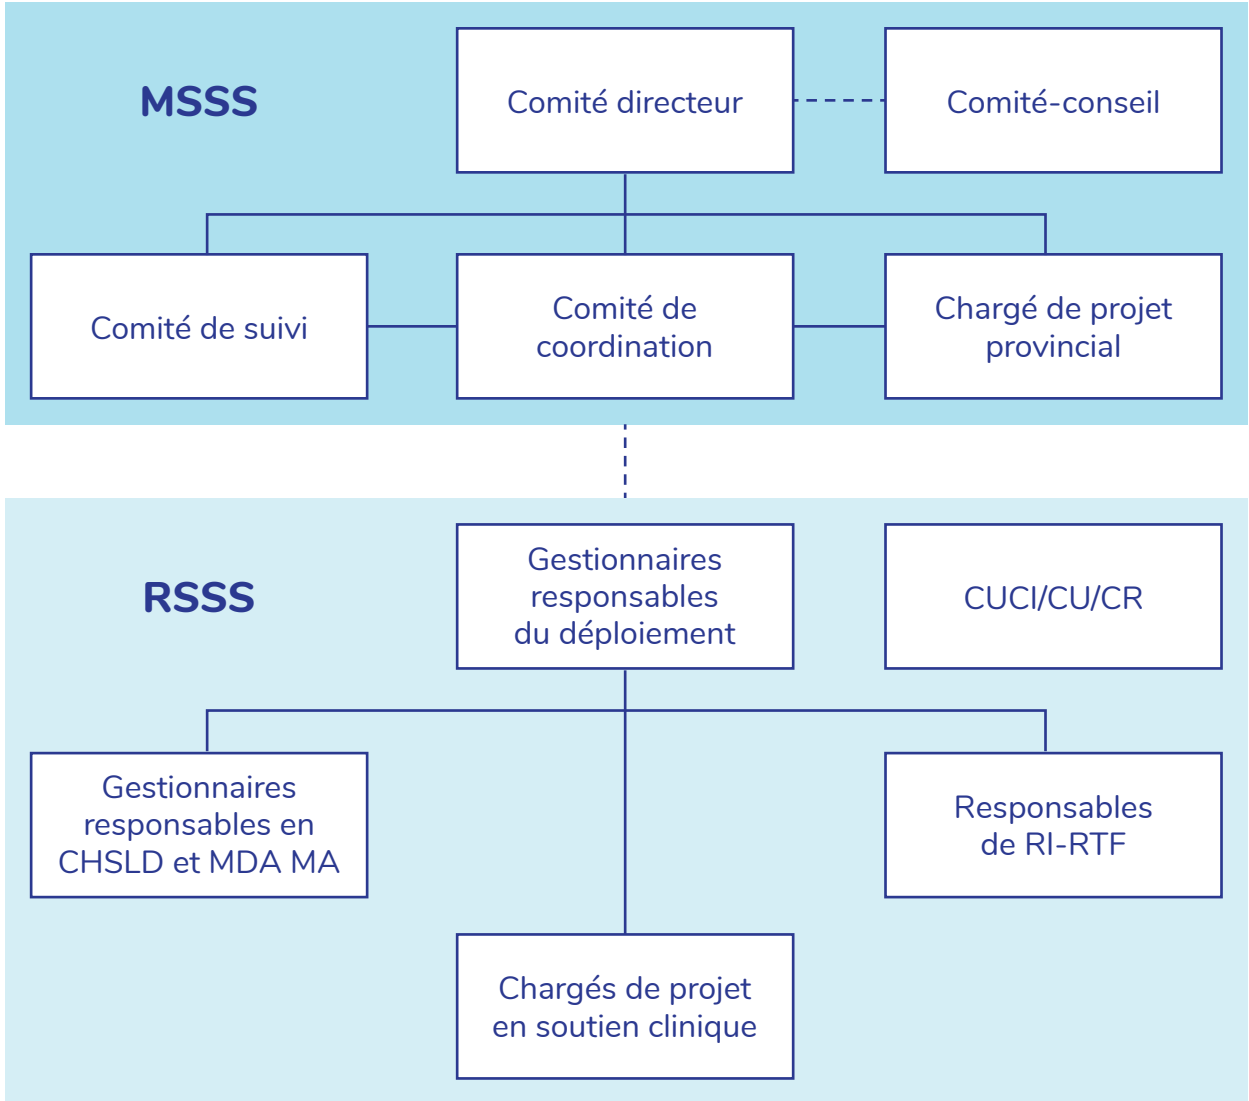 MSSS
Comité directeur
Comité-conseil
Comité de suivi
Comité de
coordination
Chargé de projet
provincial
RSSS
Gestionnaires
responsables
du déploiement
CUCI/CU/CR
Gestionnaires
responsables en
CHSLD et MDA MA
Responsables
de RI-RTF
Chargés de projet
en soutien clinique